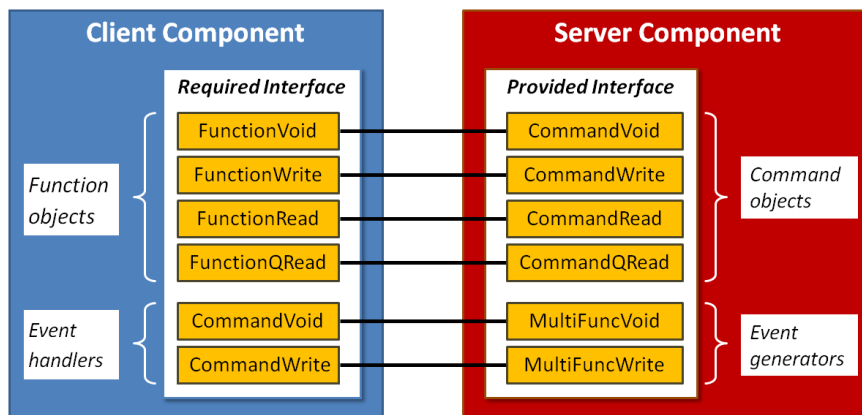 Client Component
Server Component
Required Interface
Provided Interface
Function
objects
FunctionVoid
FunctionWrite
FunctionRead
FunctionQRead
CommandVoid
CommandWrite
CommandRead
CommandQRead
Command
objects
Event
handlers
CommandVoid
CommandWrite
MultiFuncVoid
MultiFuncWrite
Event
generators